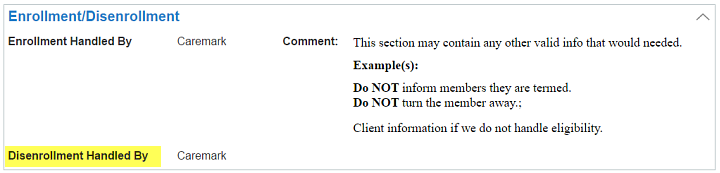 Enrollment/Disenrollment
Enrollment Handled By Caremark Comment: This section may contain any other valid info that would needed.
Example(s):
Do NOT inform members they are termed.
Do NOT turn the member away.;
Client information if we do not handle eligibility.
Disenrollment Handled By Caremark